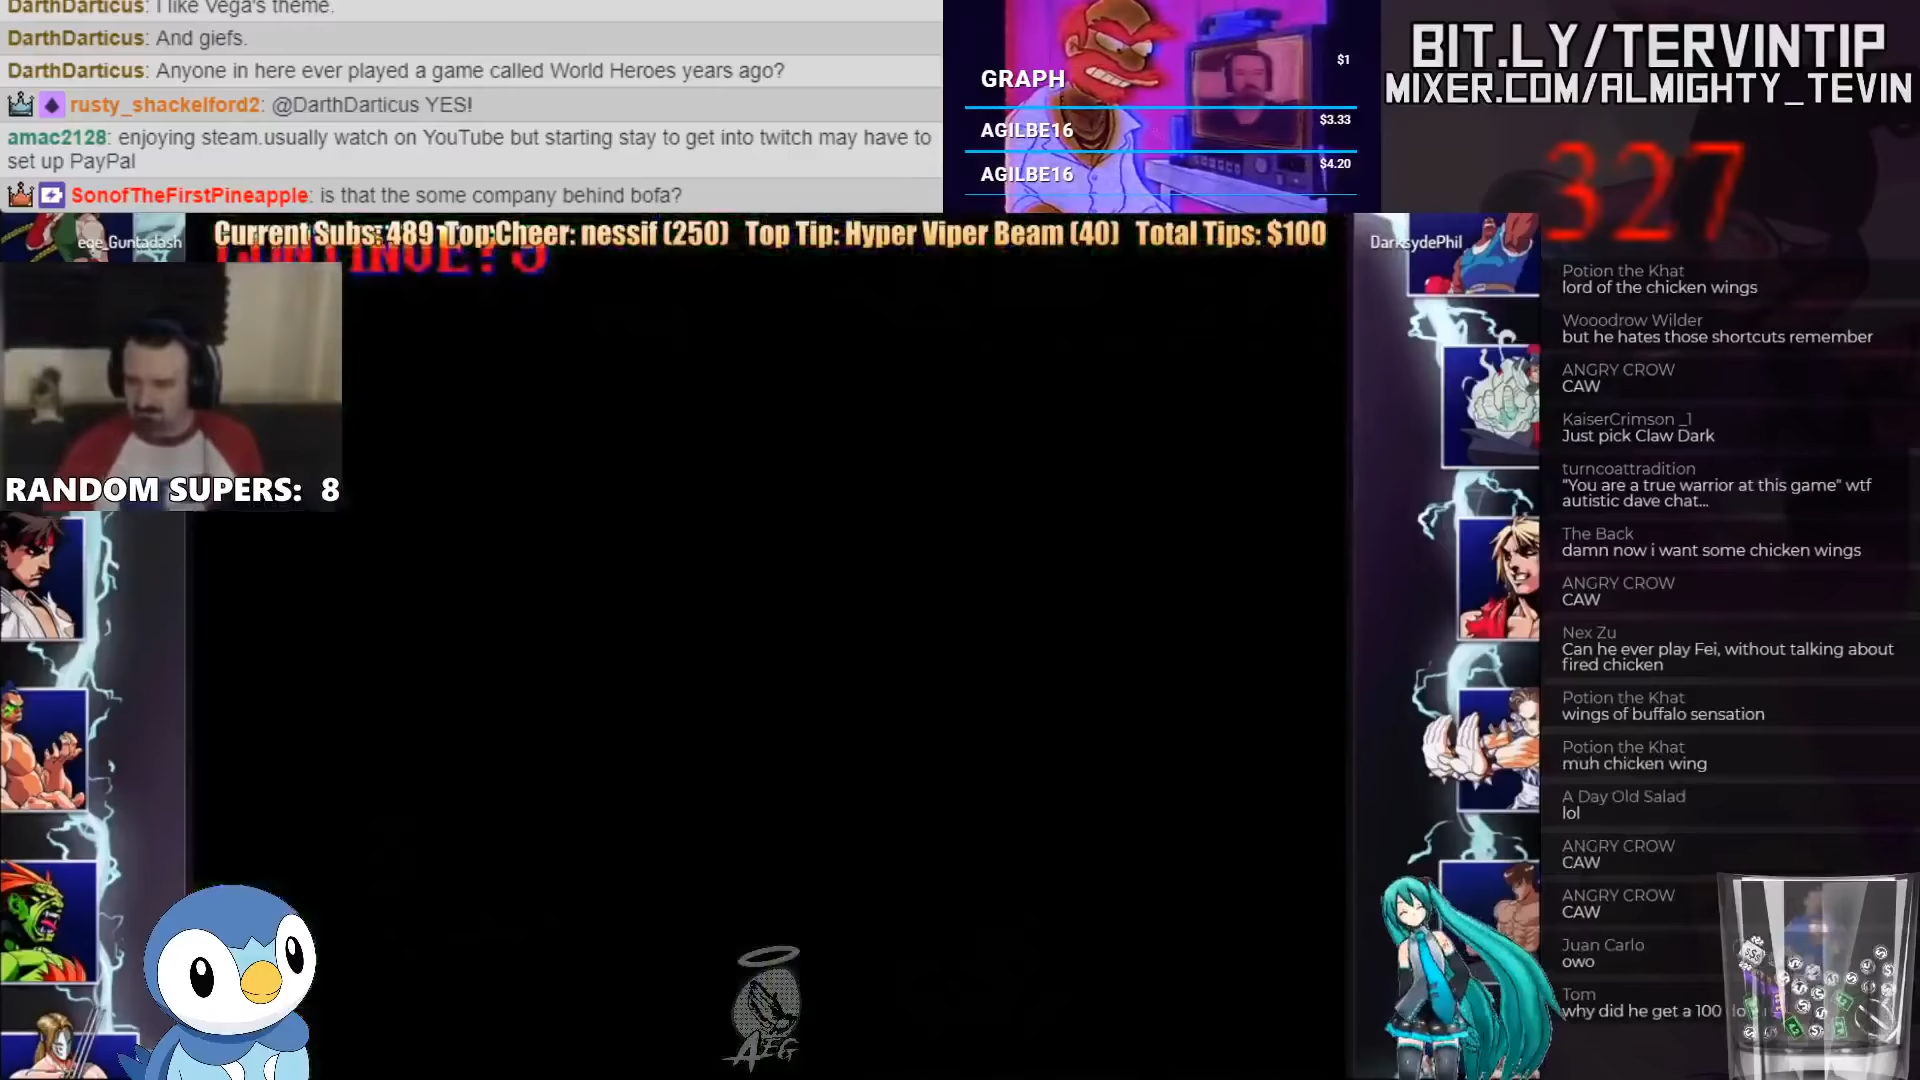 DarthDarticus: I like Vega's theme.
DarthDarticus: And giefs.
DarthDarticus: Anyone in here ever played a game called World Heroes years ago?
rusty_shackelford2: @DarthDarticus YES!
amac2128: enjoying steam.usually watch on YouTube but starting stay to get into twitch may have to
set up PayPal
SonofTheFirstPineapple: is that the some company behind bofa?
GRAPH $1
AGILBE16 $3.33
AGILBE16 $4.20
BIT.LY/TERVINTIP
MIXER.COM/ALMIGHTY_TEVIN
327
ege_Guntadash
Current Subs: 489 Top Cheer: nessif (250) Top Tip: Hyper Viper Beam (40) Total Tips: $100
CONTINUE? 5
DarksydePhil
RANDOM SUPERS: 8
Potion the Khat
lord of the chicken wings
Wooodrow Wilder
but he hates those shortcuts remember
ANGRY CROW
CAW
KaiserCrimson _1
Just pick Claw Dark
turncoattradition
"You are a true warrior at this game" wtf
autistic dave chat...
The Back
damn now i want some chicken wings
ANGRY CROW
CAW
Nex Zu
Can he ever play Fei, without talking about
fired chicken
Potion the Khat
wings of buffalo sensation
Potion the Khat
muh chicken wing
A Day Old Salad
lol
ANGRY CROW
CAW
ANGRY CROW
CAW
Juan Carlo
owo
Tom
why did he get a 100
AEG